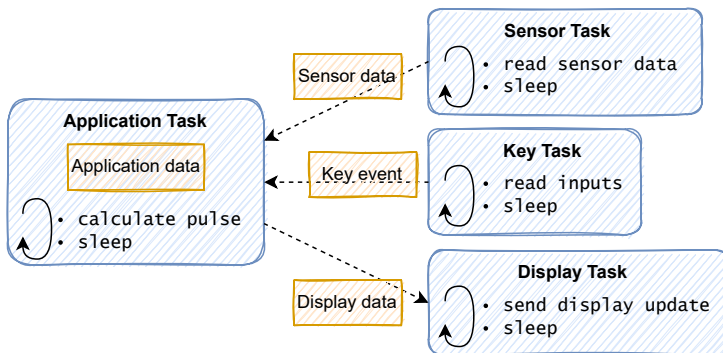 Sensor Task
• read sensor data
• sleep
Sensor data
Application Task
Application data
• calculate pulse
• sleep
Key Task
• read inputs
• sleep
Key event
Display Task
• send display update
• sleep
Display data